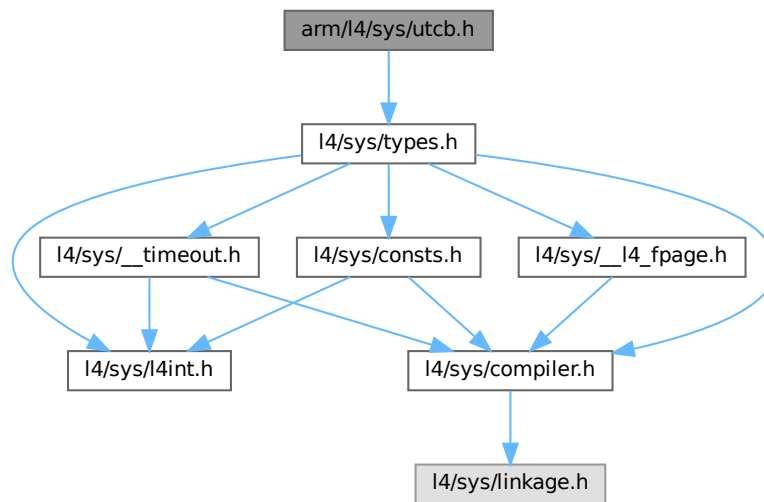 arm/l4/sys/utcb.h
l4/sys/types.h
l4/sys/__timeout.h
l4/sys/consts.h
l4/sys/__l4_fpage.h
l4/sys/l4int.h
l4/sys/compiler.h
l4/sys/linkage.h